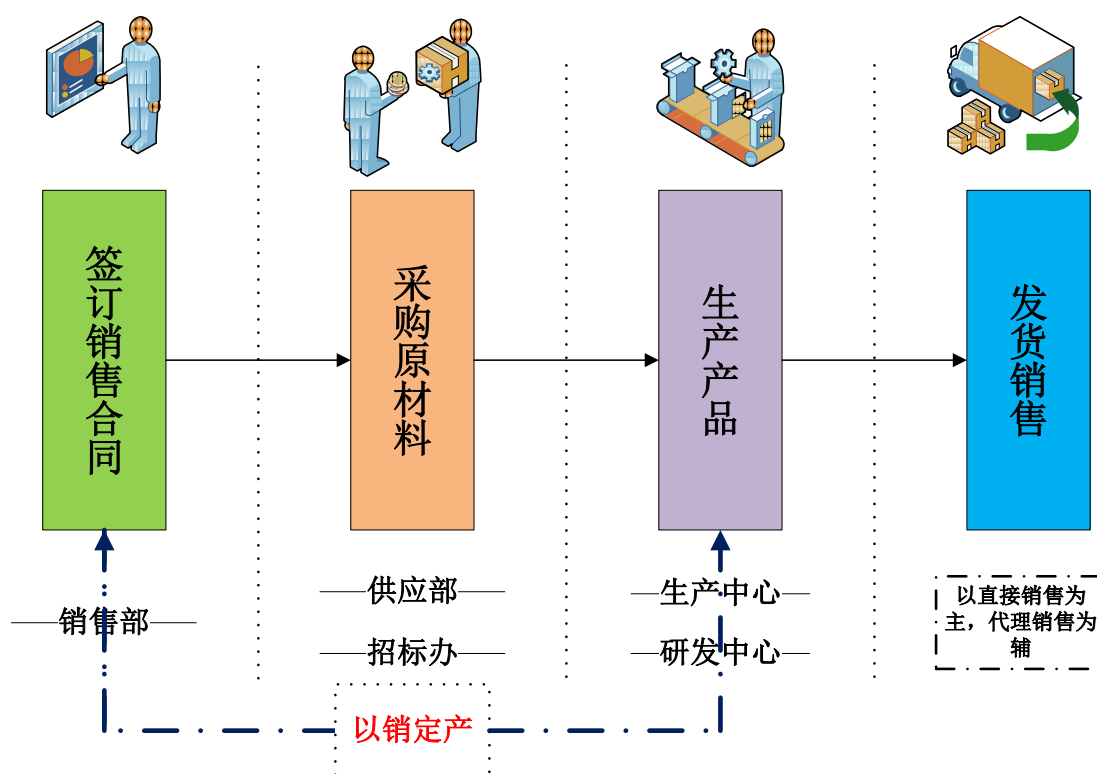 签订销售合同
采购原材料
生产产品
发货销售
销售部
供应部
招标办
生产中心
研发中心
以直接销售为
主，代理销售为
辅
以销定产